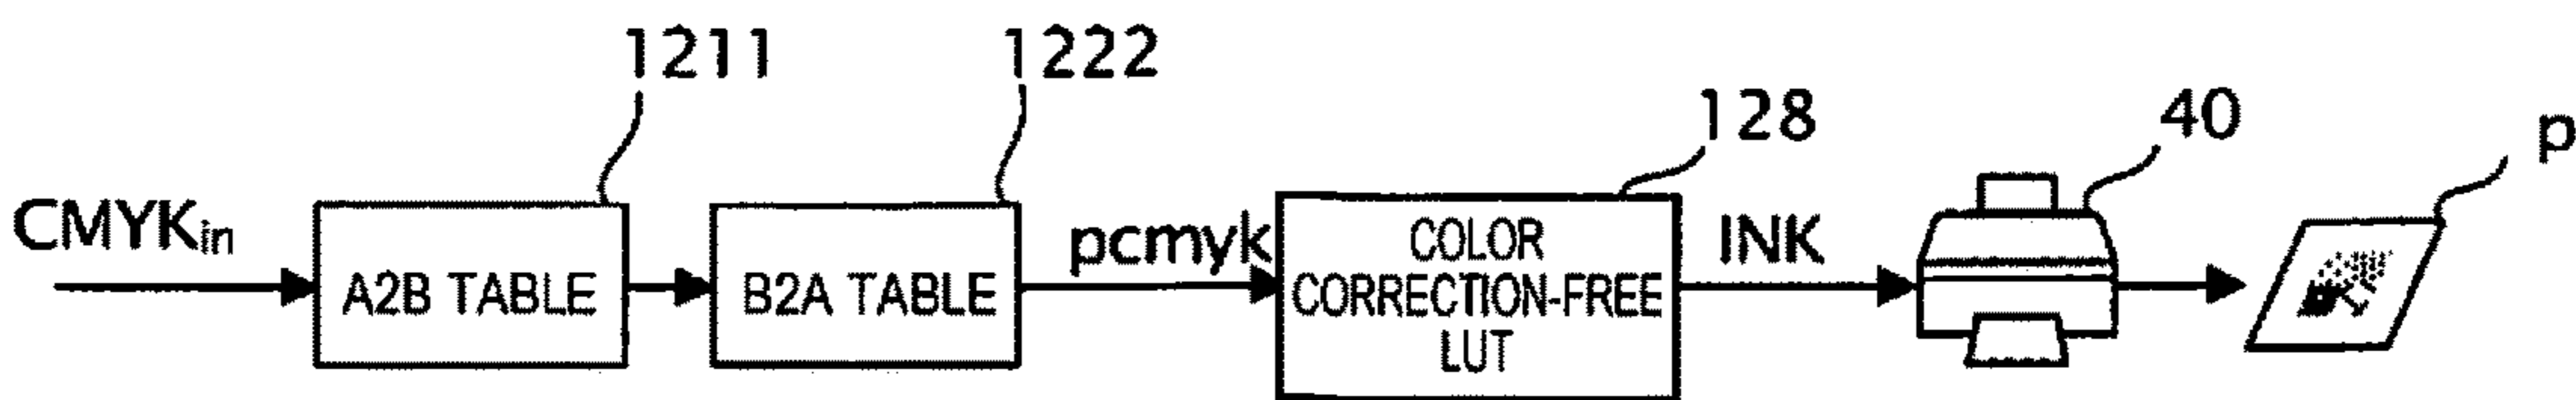 1211
1222
128
40
p
CMYKin
A2B TABLE
B2A TABLE
pcmyk
COLOR
CORRECTION-FREE
LUT
INK